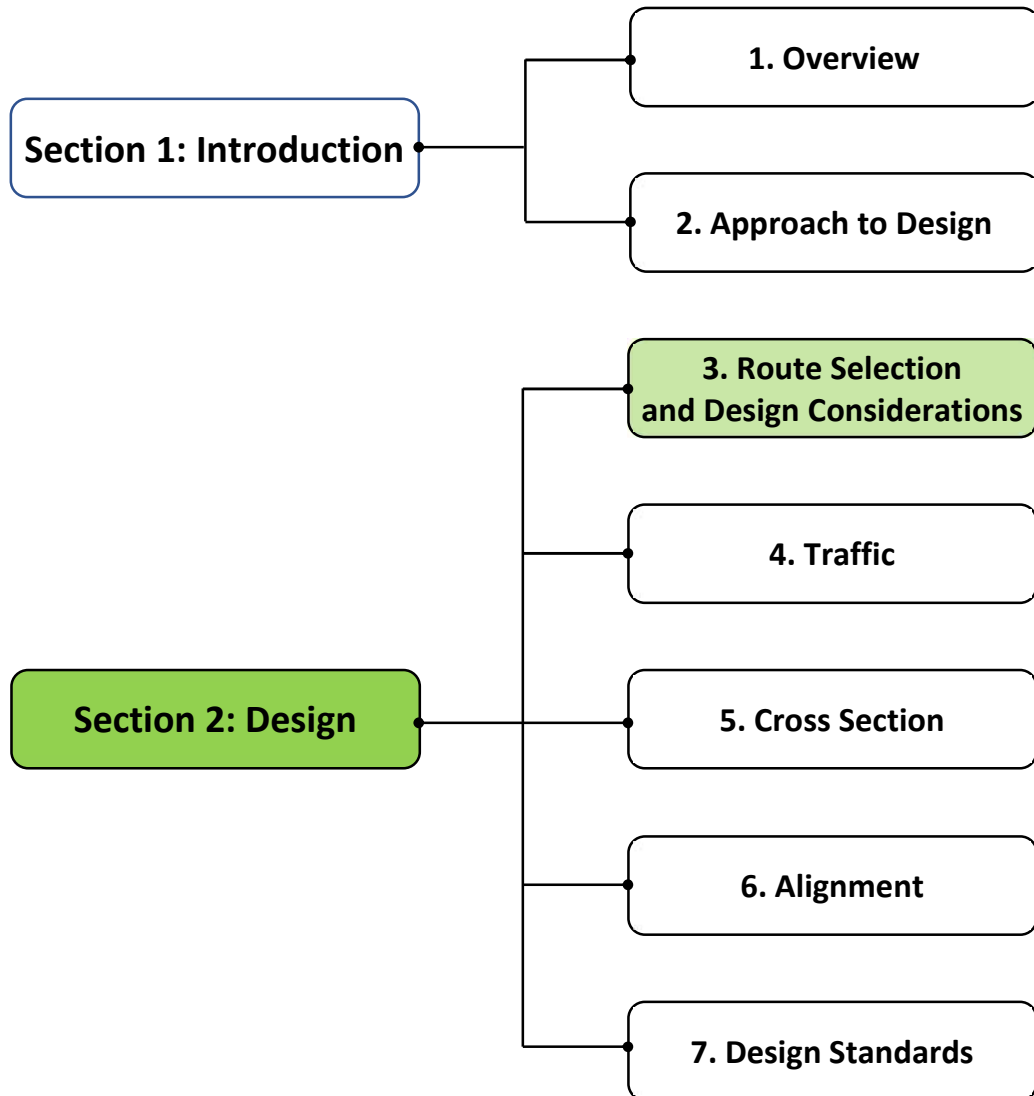 1. Overview
Section 1: Introduction
2. Approach to Design
3. Route Selection
and Design Considerations
4. Traffic
Section 2: Design
5. Cross Section
6. Alignment
7. Design Standards